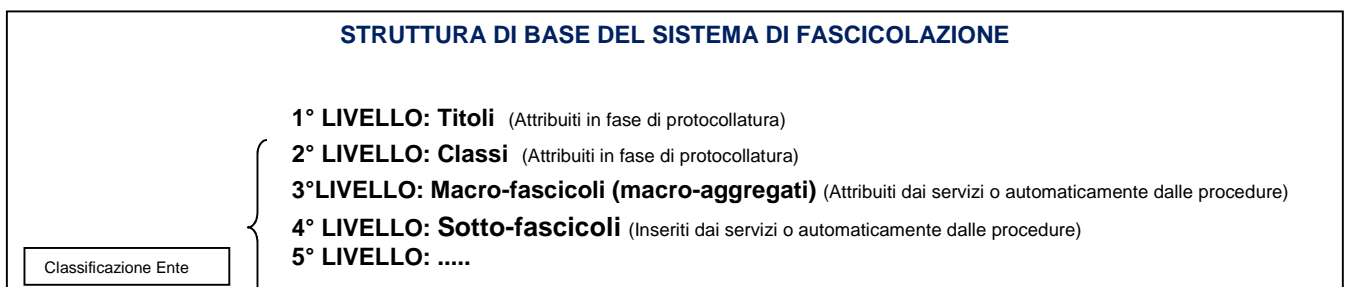 STRUTTURA DI BASE DEL SISTEMA DI FASCICOLAZIONE
1° LIVELLO: Titoli (Attribuiti in fase di protocollatura)
2° LIVELLO: Classi (Attribuiti in fase di protocollatura)
3°LIVELLO: Macro-fascicoli (macro-aggregati) (Attribuiti dai servizi o automaticamente dalle procedure)
4° LIVELLO: Sotto-fascicoli (Inseriti dai servizi o automaticamente dalle procedure)
5° LIVELLO: .....
Classificazione Ente